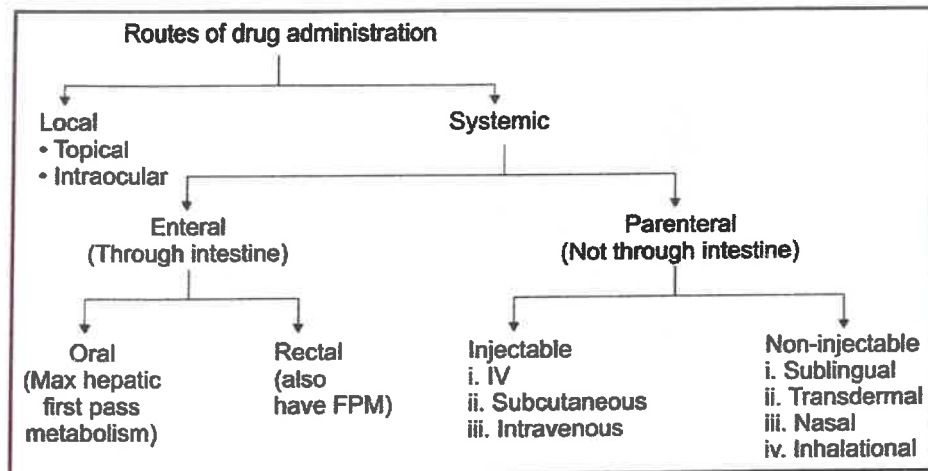 Routes of drug administration
Local
• Topical
• Intraocular
Systemic
Enteral
(Through intestine)
Parenteral
(Not through intestine)
Oral
(Max hepatic
first pass
metabolism)
Rectal
(also
have FPM)
Injectable
i. IV
ii. Subcutaneous
iii. Intravenous
Non-injectable
i. Sublingual
ii. Transdermal
iii. Nasal
iv. Inhalational